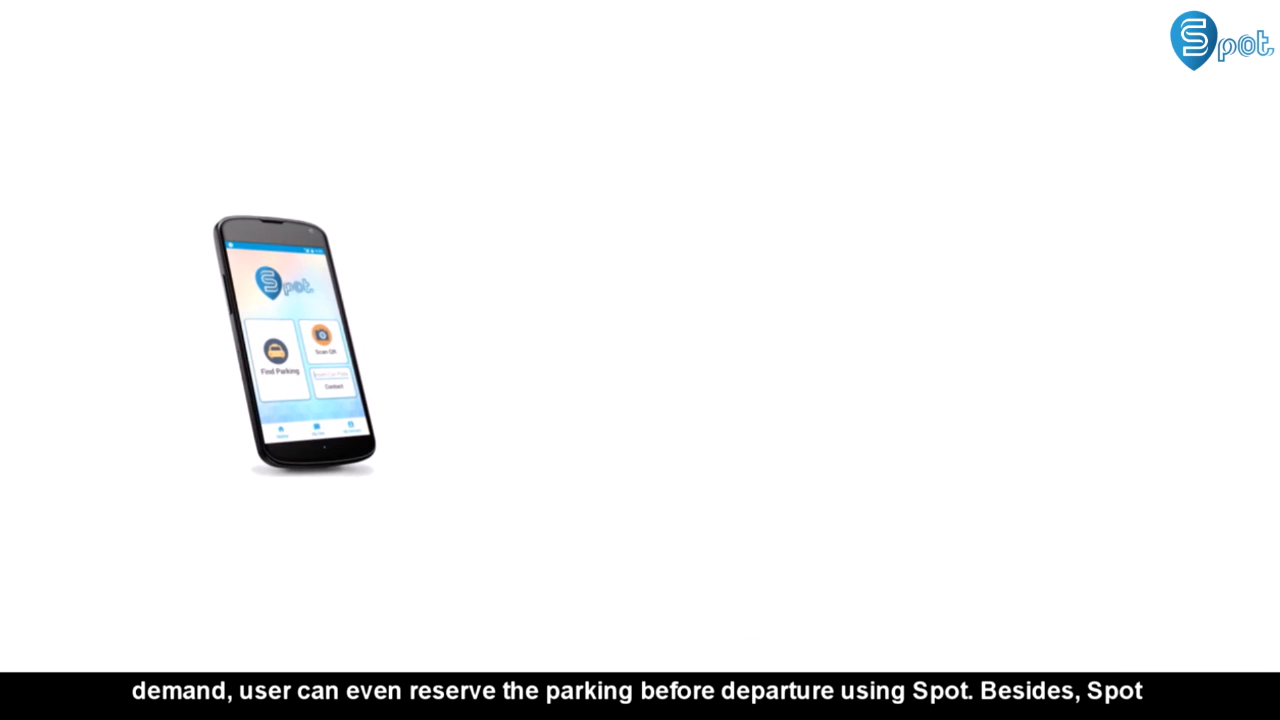 Spot
Spot
Scan QR
Find Parking
Contact
demand, user can even reserve the parking before departure using Spot. Besides, Spot